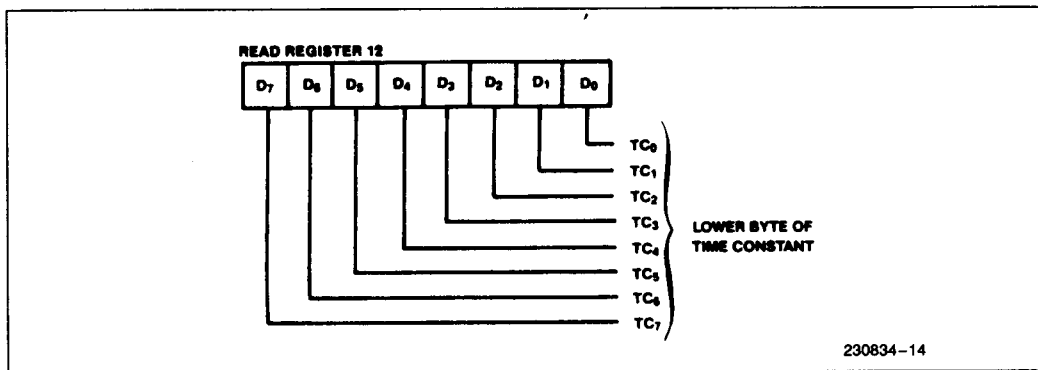 READ REGISTER 12
D7 D6 D5 D4 D3 D2 D1 D0
TC0
TC1
TC2
TC3
TC4
TC5
TC6
TC7
LOWER BYTE OF
TIME CONSTANT
230834–14